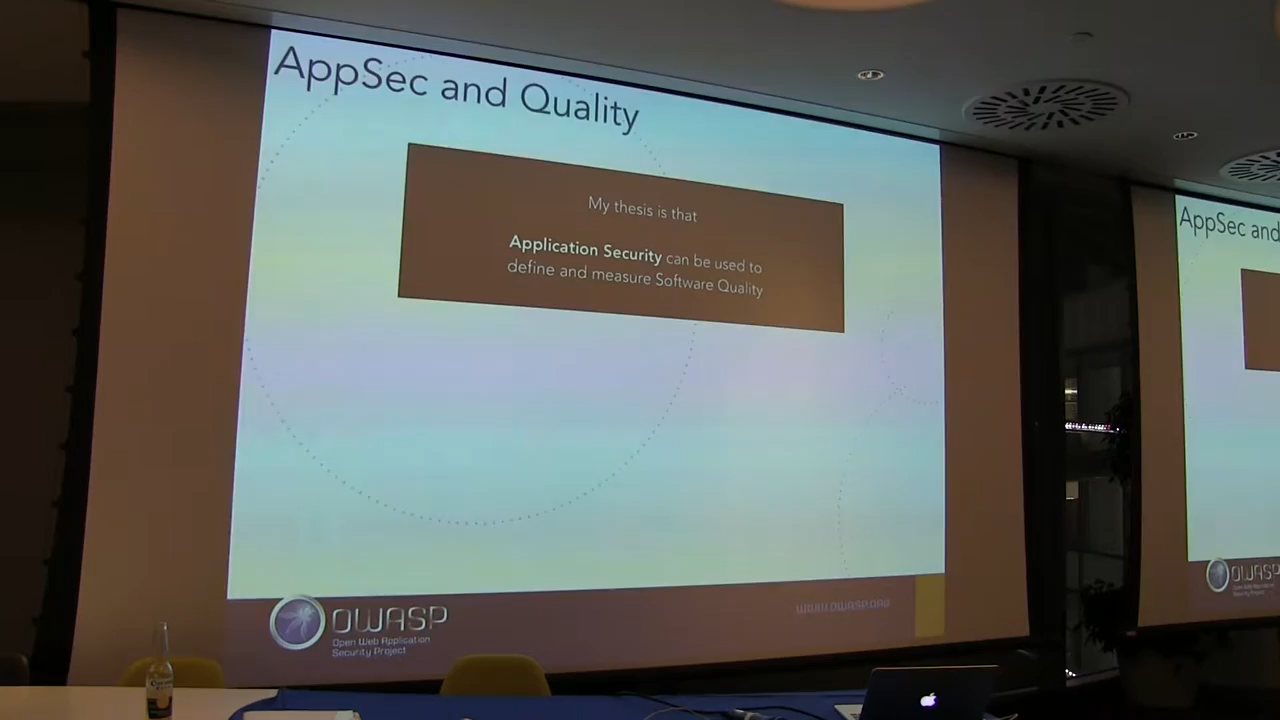 AppSec and Quality
My thesis is that
Application Security can be used to
define and measure Software Quality
OWASP
Open Web Application
Security Project
www.owasp.org
AppSec and
OWAS